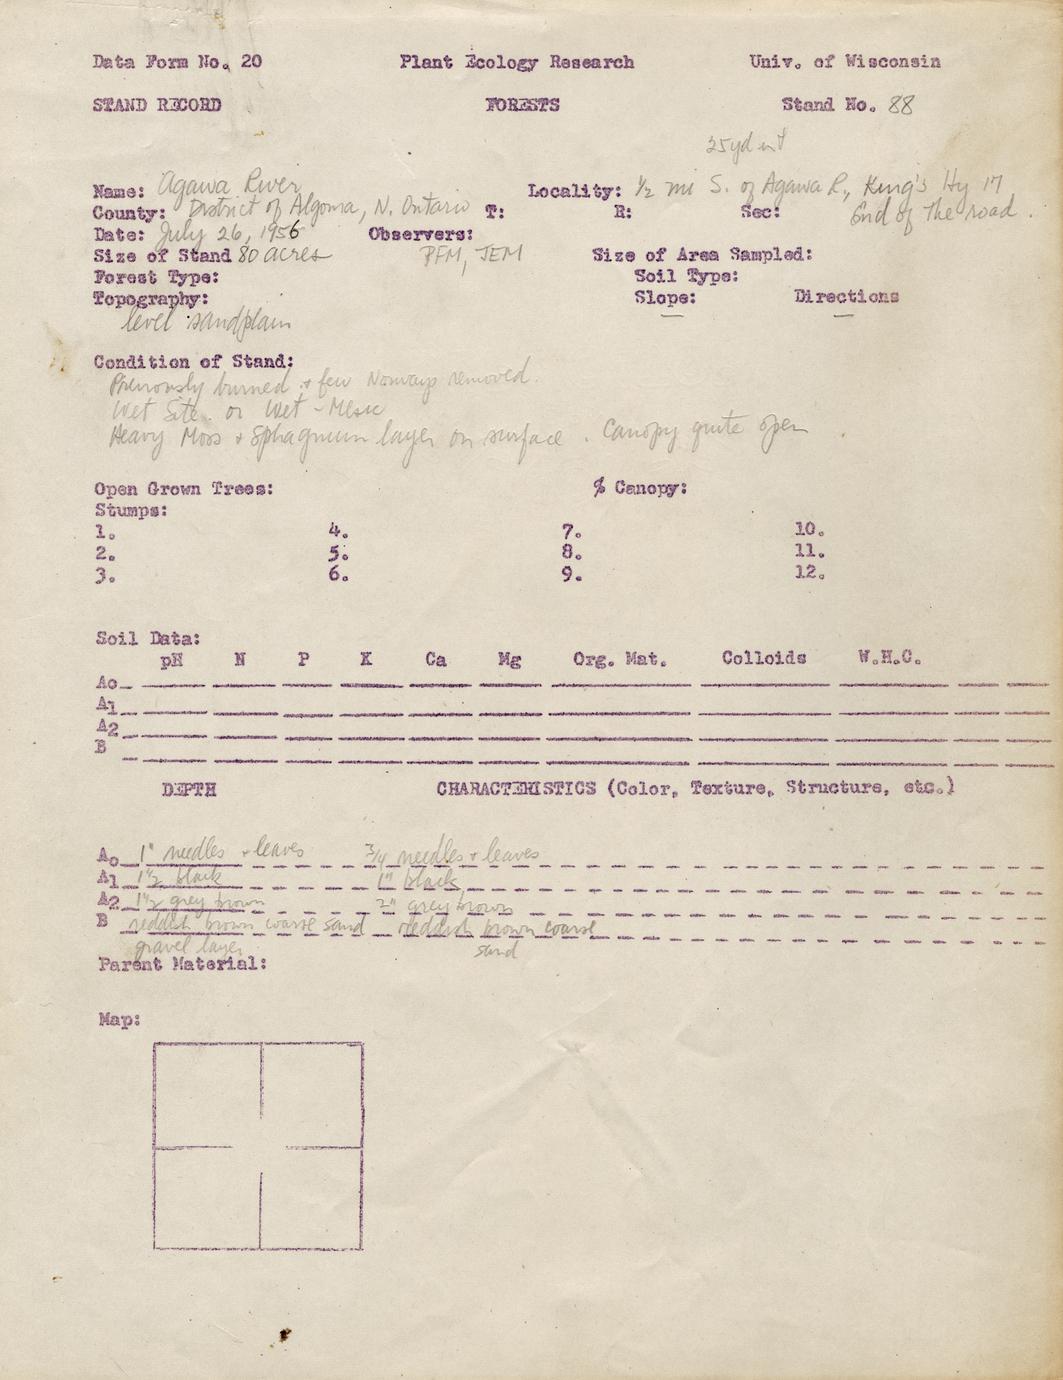 Data Form No. 20 Plant Ecology Research Univ. of Wisconsin
STAND RECORD FORESTS Stand No. 88
25yd
Name: Agawa River Locality: ½ mi S. of Agawa R., King's Hy 17
County: District of Algoma, N. Ontario T: R: Sec: End of the road.
Date: July 26, 1956 Observers:
Size of Stand 80 acres PFM, JEM Size of Area Sampled:
Forest Type: Soil Type:
Topography: Slope: Directions
level sandplain — —
Condition of Stand:
Previously burned + few Norways removed.
Wet Site. or Wet-Mesic
Heavy Moss + Sphagnum layer on surface. Canopy quite open
Open Grown Trees: % Canopy:
Stumps:
1. 4. 7. 10.
2. 5. 8. 11.
3. 6. 9. 12.
Soil Data:
pH N P K Ca Mg Org. Mat. Colloids W.H.C.
Ao
A1
A2
B
DEPTH CHARACTERISTICS (Color, Texture, Structure, etc.)
Ao 1" needles + leaves 3/4 needles + leaves
A1 1½ black 1" black
A2 1½ grey brown 2" grey brown
B reddish brown coarse sand reddish brown coarse
gravel layer sand
Parent Material:
Map: